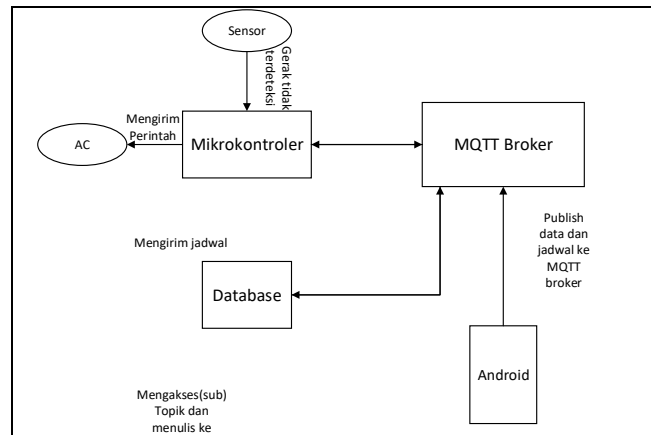 Sensor
Gerak tidak
terdeteksi
Mengirim
Perintah
AC
Mikrokontroler
MQTT Broker
Publish
data dan
jadwal ke
MQTT
broker
Mengirim jadwal
Database
Android
Mengakses(sub)
Topik dan
menulis ke